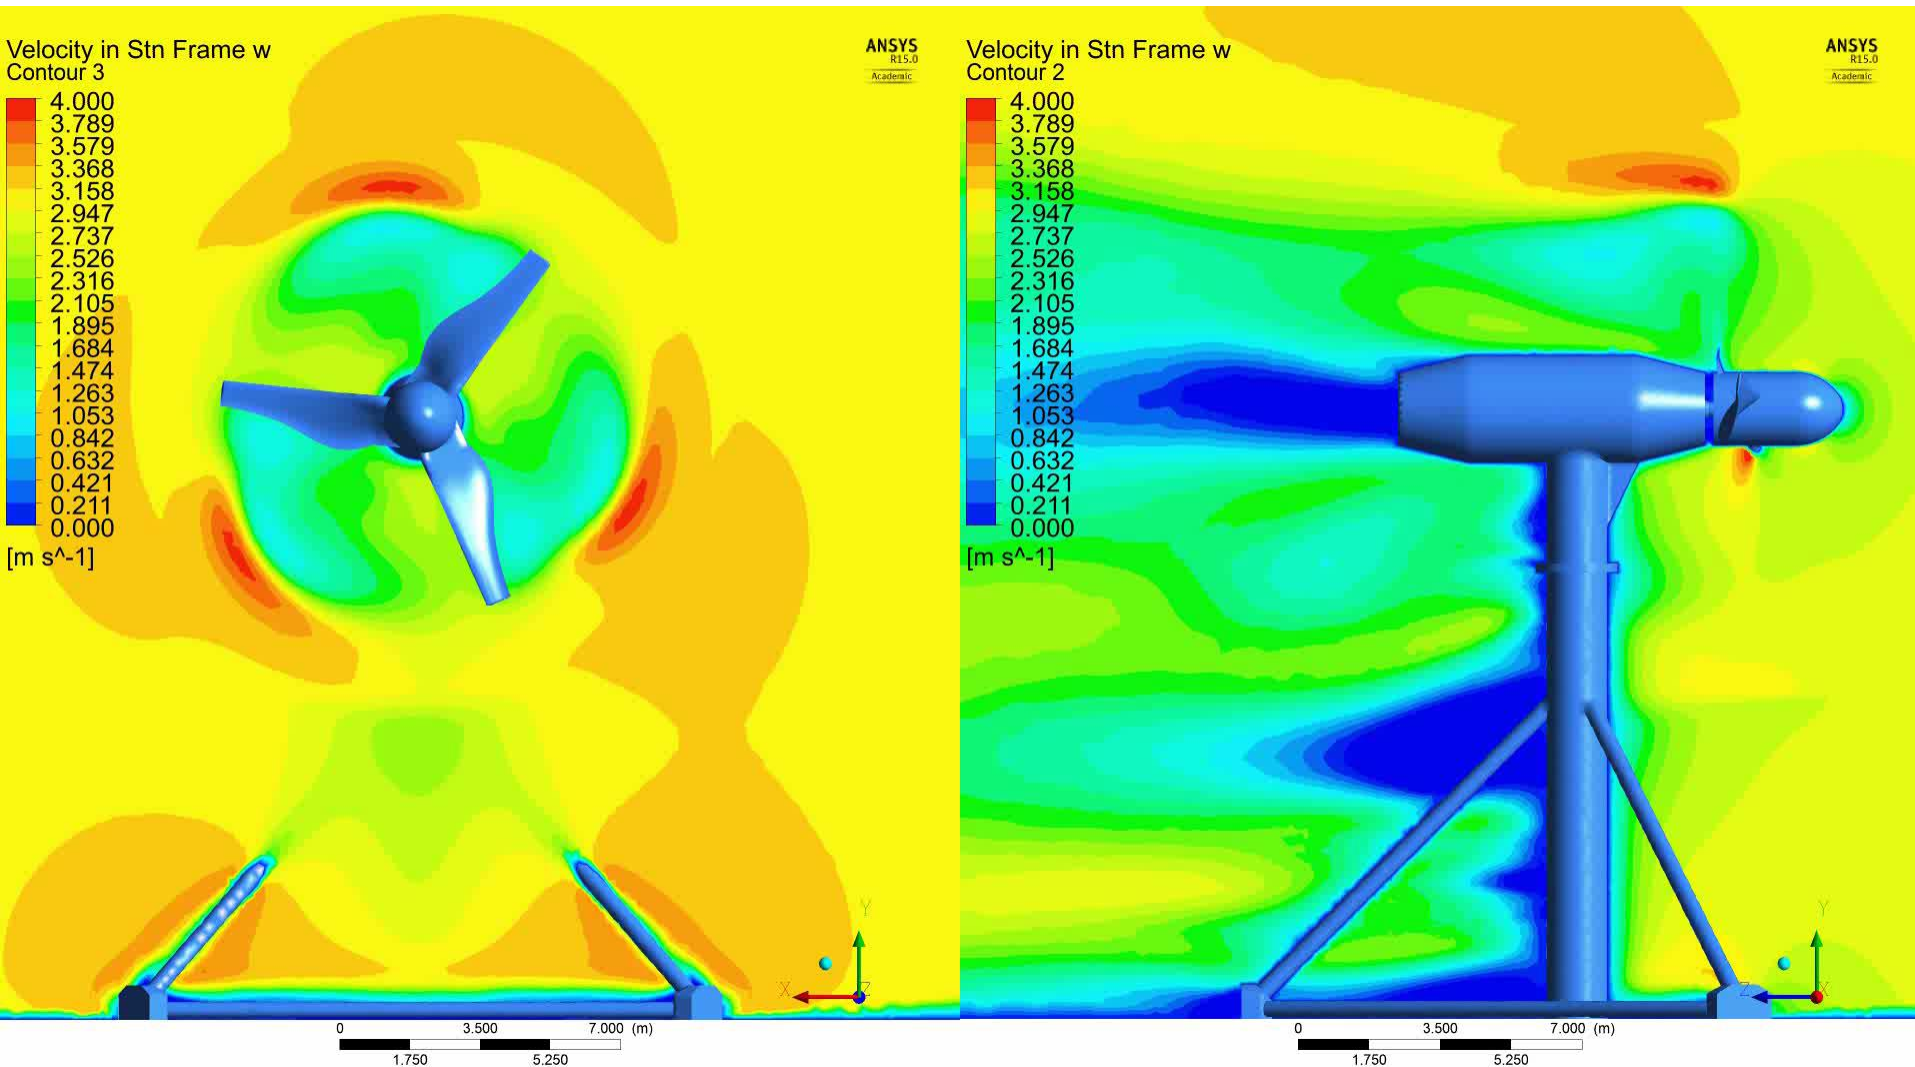 Velocity in Stn Frame w
Contour 3
ANSYS
R15.0
Academic
4.000
3.789
3.579
3.368
3.158
2.947
2.737
2.526
2.316
2.105
1.895
1.684
1.474
1.263
1.053
0.842
0.632
0.421
0.211
0.000
[m s^-1]
Y
X
Z
0 3.500 7.000 (m)
1.750 5.250
Velocity in Stn Frame w
Contour 2
ANSYS
R15.0
Academic
4.000
3.789
3.579
3.368
3.158
2.947
2.737
2.526
2.316
2.105
1.895
1.684
1.474
1.263
1.053
0.842
0.632
0.421
0.211
0.000
[m s^-1]
Y
Z
X
0 3.500 7.000 (m)
1.750 5.250